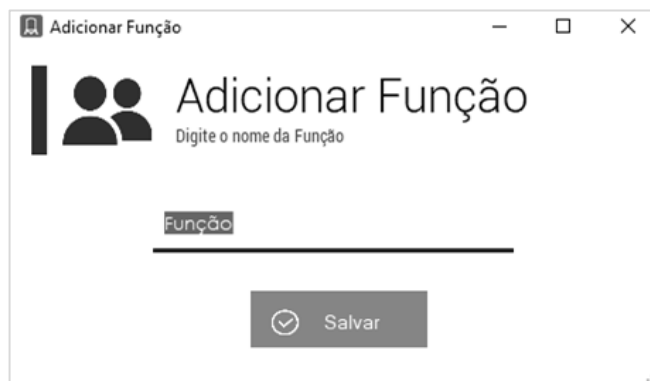 Adicionar Função
Adicionar Função
Digite o nome da Função
Função
Salvar